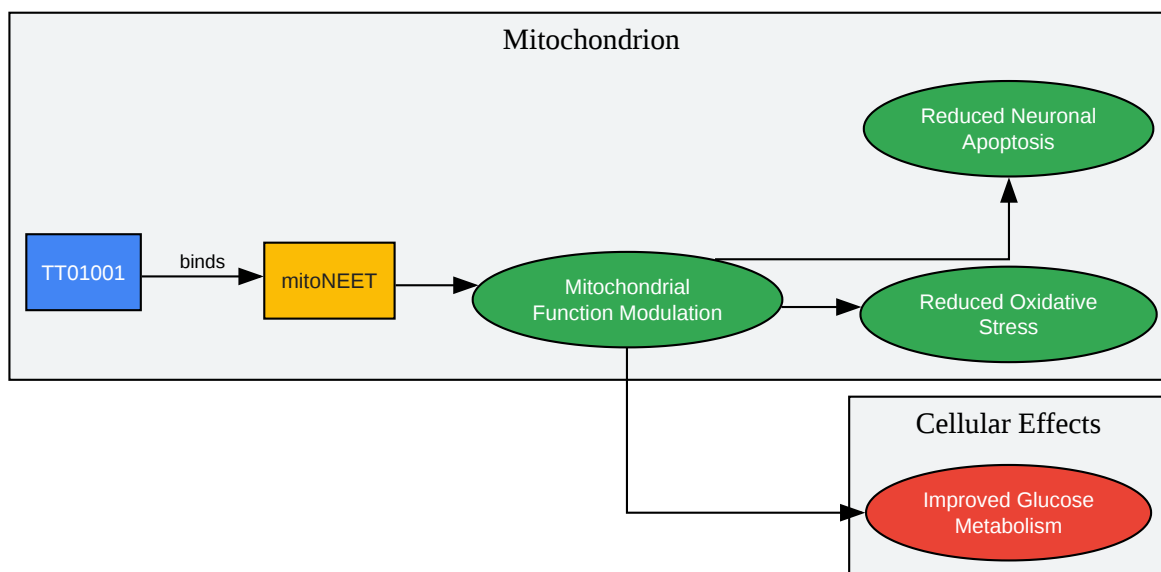 Mitochondrion
Reduced Neuronal
Apoptosis
TT01001
binds
mitoNEET
Mitochondrial
Function Modulation
Reduced Oxidative
Stress
Cellular Effects
Improved Glucose
Metabolism